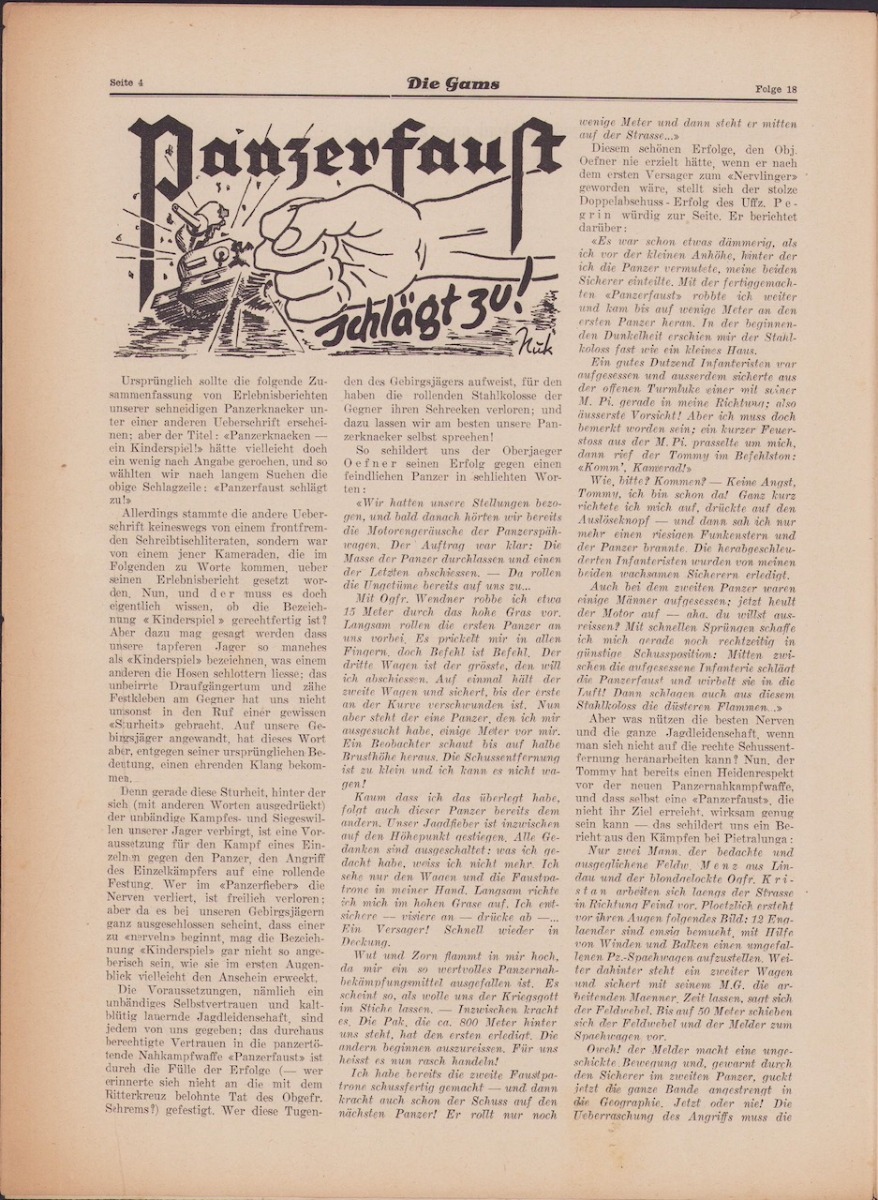 Seite 4
Die Gams
Folge 18
Panzerfaust
schlägt zu!
Nuk
Ursprünglich sollte die folgende Zu-
sammenfassung von Erlebnisberichten
unserer schneidigen Panzerknacker un-
ter einer anderen Ueberschrift erschei-
nen; aber der Titel: «Panzerknacken —
ein Kinderspiel!» hätte vielleicht doch
ein wenig nach Angabe gerochen, und so
wählten wir nach langem Suchen die
obige Schlagzeile: «Panzerfaust schlägt
zu!»
Allerdings stammte die andere Ueber-
schrift keineswegs von einem frontfrem-
den Schreibtischliteraten, sondern war
von einem jener Kameraden, die im
Folgenden zu Worte kommen, ueber
seinen Erlebnisbericht gesetzt wor-
den. Nun, und der muss es doch
eigentlich wissen, ob die Bezeich-
nung «Kinderspiel» gerechtfertig ist?
Aber dazu mag gesagt werden dass
unsere tapferen Jager so manches
als «Kinderspiel» bezeichnen, was einem
anderen die Hosen schlottern liesse; das
unbeirrte Draufgängertum und zähe
Festkleben am Gegner hat uns nicht
umsonst in den Ruf einer gewissen
«Sturheit» gebracht. Auf unsere Ge-
birgsjäger angewandt, hat dieses Wort
aber, entgegen seiner ursprünglichen Be-
deutung, einen ehrenden Klang bekom-
men.
Denn gerade diese Sturheit, hinter der
sich (mit anderen Worten ausgedrückt)
der unbändige Kampfes- und Siegeswil-
len unserer Jager verbirgt, ist eine Vor-
aussetzung für den Kampf eines Ein-
zelnen gegen den Panzer, den Angriff
des Einzelkämpfers auf eine rollende
Festung. Wer im «Panzerfieber» die
Nerven verliert, ist freilich verloren;
aber da es bei unseren Gebirgsjägern
ganz ausgeschlossen scheint, dass einer
zu «nerveln» beginnt, mag die Bezeich-
nung «Kinderspiel» gar nicht so ange-
berisch sein, wie sie im ersten Augen-
blick vielleicht den Anschein erweckt.
Die Voraussetzungen, nämlich ein
unbändiges Selbstvertrauen und kalt-
blütig lauernde Jagdleidenschaft, sind
jedem von uns gegeben; das durchaus
berechtigte Vertrauen in die panzertö-
tende Nahkampfwaffe «Panzerfaust» ist
durch die Fülle der Erfolge (— wer
erinnerte sich nicht an die mit dem
Ritterkreuz belohnte Tat des Obgefr.
Schrems?) gefestigt. Wer diese Tugen-
den des Gebirgsjägers aufweist, für den
haben die rollenden Stahlkolosse der
Gegner ihren Schrecken verloren; und
dazu lassen wir am besten unsere Pan-
zerknacker selbst sprechen!
So schildert uns der Oberjaeger
Oefner seinen Erfolg gegen einen
feindlichen Panzer in schlichten Wor-
ten:
«Wir hatten unsere Stellungen bezo-
gen, und bald danach hörten wir bereits
die Motorengeräusche der Panzerspäh-
wagen. Der Auftrag war klar: Die
Masse der Panzer durchlassen und einen
der Letzten abschiessen. — Da rollen
die Ungetüme bereits auf uns zu...
Mit Ogfr. Wendner robbe ich etwa
15 Meter durch das hohe Gras vor.
Langsam rollen die ersten Panzer an
uns vorbei. Es prickelt mir in allen
Fingern, doch Befehl ist Befehl. Der
dritte Wagen ist der grösste, den will
ich abschiessen. Auf einmal hält der
zweite Wagen und sichert, bis der erste
an der Kurve verschwunden ist. Nun
aber steht der eine Panzer, den ich mir
ausgesucht habe, einige Meter vor mir.
Ein Beobachter schaut bis auf halbe
Brusthöhe heraus. Die Schussentfernung
ist zu klein und ich kann es nicht wa-
gen!
Kaum dass ich das überlegt habe,
folgt auch dieser Panzer bereits dem
andern. Unser Jagdfieber ist inzwischen
auf den Höhepunkt gestiegen. Alle Ge-
danken sind ausgeschaltet: was ich ge-
dacht habe, weiss ich nicht mehr. Ich
sehe nur den Wagen und die Faustpa-
trone in meiner Hand. Langsam richte
ich mich im hohen Grase auf. Ich ent-
sichere — visiere an — drücke ab —...
Ein Versager! Schnell wieder in
Deckung.
Wut und Zorn flammt in mir hoch,
da mir ein so wertvolles Panzernah-
bekämpfungsmittel ausgefallen ist. Es
scheint so, als wolle uns der Kriegsgott
im Stiche lassen. — Inzwischen kracht
es. Die Pak, die ca. 800 Meter hinter
uns steht, hat den ersten erledigt. Die
andern beginnen auszureissen. Für uns
heisst es nun rasch handeln!
Ich habe bereits die zweite Faustpa-
trone schussfertig gemacht — und dann
kracht auch schon der Schuss auf den
nächsten Panzer! Er rollt nur noch
wenige Meter und dann steht er mitten
auf der Strasse...»
Diesem schönen Erfolge, den Obj.
Oefner nie erzielt hätte, wenn er nach
dem ersten Versager zum «Nervlinger»
geworden wäre, stellt sich der stolze
Doppelabschuss-Erfolg des Uffz. Pe-
grin würdig zur Seite. Er berichtet
darüber:
«Es war schon etwas dämmerig, als
ich vor der kleinen Anhöhe, hinter der
ich die Panzer vermutete, meine beiden
Sicherer einteilte. Mit der fertiggemach-
ten «Panzerfaust» robbte ich weiter
und kam bis auf wenige Meter an den
ersten Panzer heran. In der beginnen-
den Dunkelheit erschien mir der Stahl-
koloss fast wie ein kleines Haus.
Ein gutes Dutzend Infanteristen war
aufgesessen und ausserdem sicherte aus
der offenen Turmluke einer mit seiner
M. Pi. gerade in meine Richtung; also
äusserste Vorsicht! Aber ich muss doch
bemerkt worden sein; ein kurzer Feuer-
stoss aus der M. Pi. prasselte um mich,
dann rief der Tommy im Befehlston:
«Komm', Kamerad!»
Wie, bitte? Kommen? — Keine Angst,
Tommy, ich bin schon da! Ganz kurz
richtete ich mich auf, drückte auf den
Auslöseknopf — und dann sah ich nur
mehr einen riesigen Funkenstern und
der Panzer brannte. Die herabgeschleu-
derten Infanteristen wurden von meinen
beiden wachsamen Sicherern erledigt.
Auch bei dem zweiten Panzer waren
einige Männer aufgesessen; jetzt heult
der Motor auf — aha, du willst aus-
reissen? Mit schnellen Sprüngen schaffe
ich mich gerade noch rechtzeitig in
günstige Schussposition: Mitten zwi-
schen die aufgesessene Infanterie schlägt
die Panzerfaust und wirbelt sie in die
Luft! Dann schlagen auch aus diesem
Stahlkoloss die düsteren Flammen...»
Aber was nützen die besten Nerven
und die ganze Jagdleidenschaft, wenn
man sich nicht auf die rechte Schussent-
fernung heranarbeiten kann? Nun, der
Tommy hat bereits einen Heidenrespekt
vor der neuen Panzernahkampfwaffe,
und dass selbst eine «Panzerfaust», die
nicht ihr Ziel erreicht, wirksam genug
sein kann — das schildert uns ein Be-
richt aus den Kämpfen bei Pietralunga:
Nur zwei Mann, der bedachte und
ausgeglichene Feldw. Menz aus Lin-
dau und der blondgelockte Ogfr. Kri-
stan arbeiten sich laengs der Strasse
in Richtung Feind vor. Ploetzlich ersteht
vor ihren Augen folgendes Bild: 12 Eng-
laender sind emsig bemueht, mit Hilfe
von Winden und Balken einen umgefal-
lenen Pz.-Spaehwagen aufzustellen. Wei-
ter dahinter steht ein zweiter Wagen
und sichert mit seinem M.G. die ar-
beitenden Maenner. Zeit lassen, sagt sich
der Feldwebel. Bis auf 50 Meter schieben
sich der Feldwebel und der Melder zum
Spaehwagen vor.
Oweh! der Melder macht eine unge-
schickte Bewegung und, gewarnt durch
den Sicherer im zweiten Panzer, guckt
jetzt die ganze Bande angestrengt in
die Geographie. Jetzt oder nie! Die
Ueberraschung des Angriffs muss die